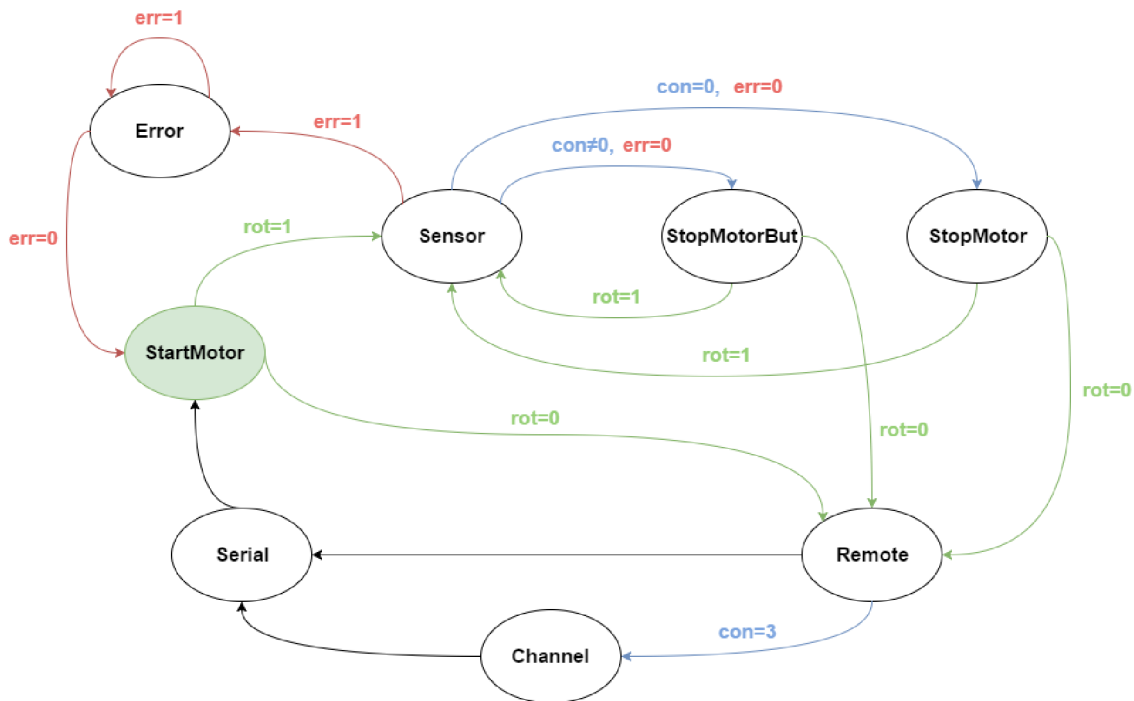 err=1
con=0, err=0
Error
err=1
con≠0, err=0
rot=1
Sensor
StopMotorBut
StopMotor
err=0
rot=1
StartMotor
rot=1
rot=0
rot=0
rot=0
Serial
Remote
con=3
Channel